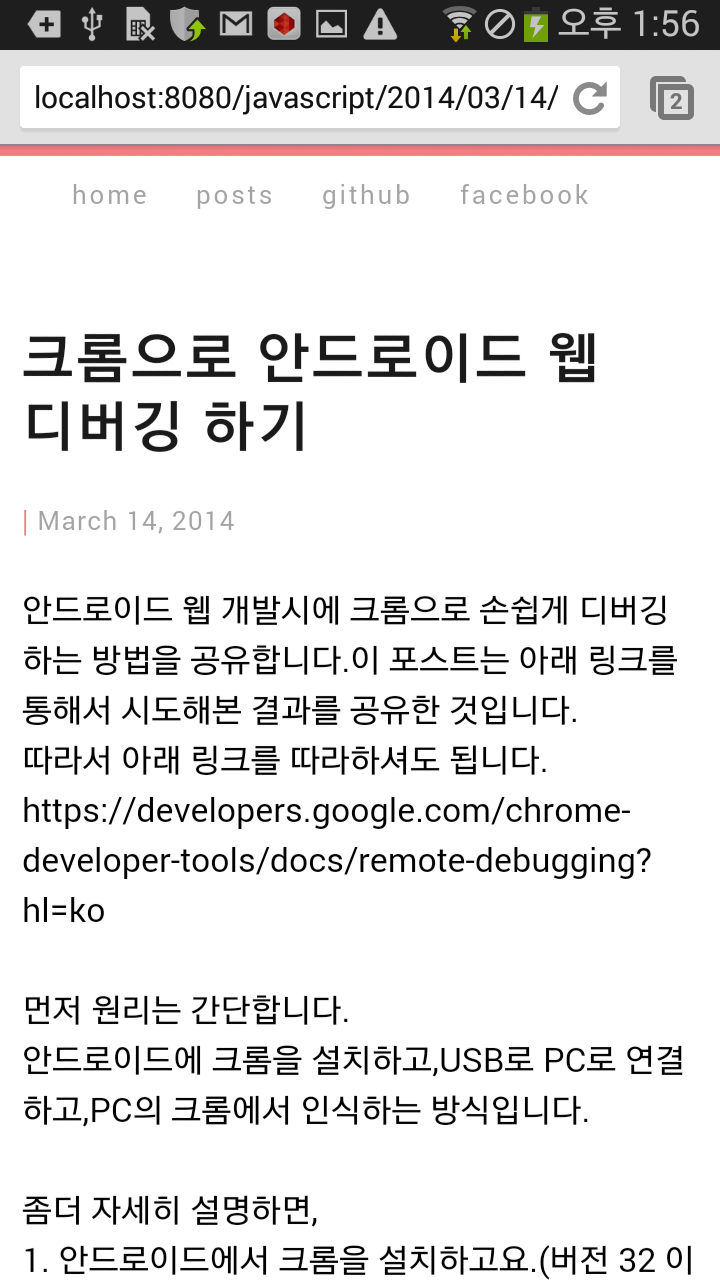 오후 1:56
localhost:8080/javascript/2014/03/14/
2
home posts github facebook
크롬으로 안드로이드 웹
디버깅 하기
| March 14, 2014
안드로이드 웹 개발시에 크롬으로 손쉽게 디버깅
하는 방법을 공유합니다.이 포스트는 아래 링크를
통해서 시도해본 결과를 공유한 것입니다.
따라서 아래 링크를 따라하셔도 됩니다.
https://developers.google.com/chrome-
developer-tools/docs/remote-debugging?
hl=ko
먼저 원리는 간단합니다.
안드로이드에 크롬을 설치하고,USB로 PC로 연결
하고,PC의 크롬에서 인식하는 방식입니다.
좀더 자세히 설명하면,
1. 안드로이드에서 크롬을 설치하고요.(버전 32 이